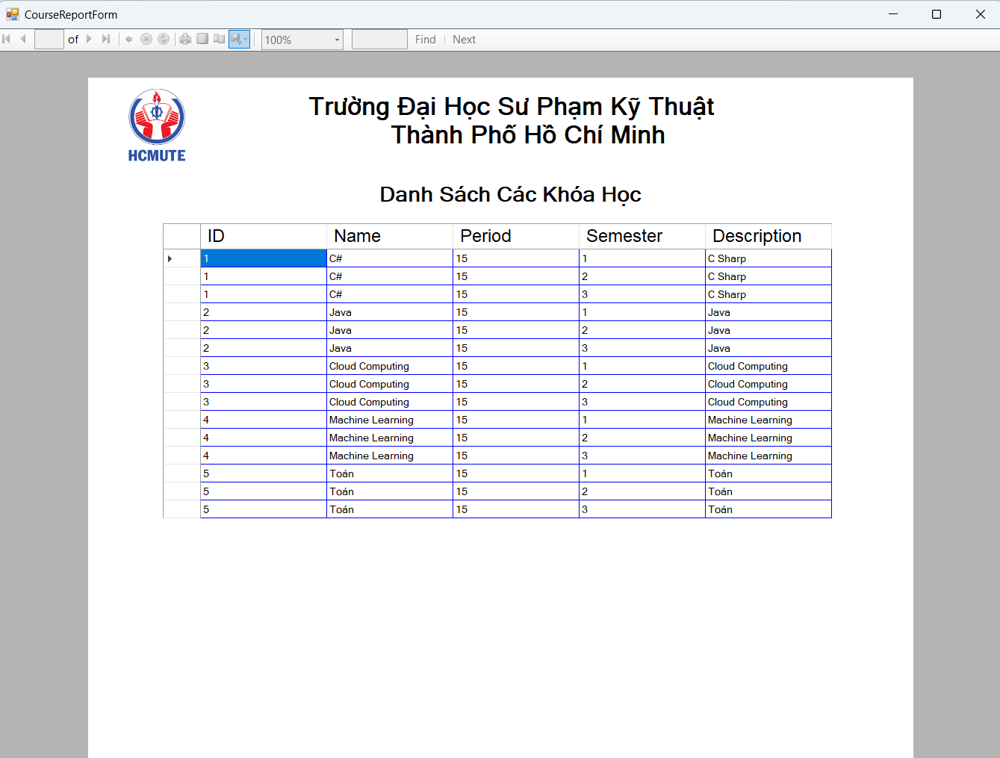 CourseReportForm
of 100% Find Next
Trường Đại Học Sư Phạm Kỹ Thuật
Thành Phố Hồ Chí Minh
HCMUTE
Danh Sách Các Khóa Học
ID Name Period Semester Description
1 C# 15 1 C Sharp
1 C# 15 2 C Sharp
1 C# 15 3 C Sharp
2 Java 15 1 Java
2 Java 15 2 Java
2 Java 15 3 Java
3 Cloud Computing 15 1 Cloud Computing
3 Cloud Computing 15 2 Cloud Computing
3 Cloud Computing 15 3 Cloud Computing
4 Machine Learning 15 1 Machine Learning
4 Machine Learning 15 2 Machine Learning
4 Machine Learning 15 3 Machine Learning
5 Toán 15 1 Toán
5 Toán 15 2 Toán
5 Toán 15 3 Toán